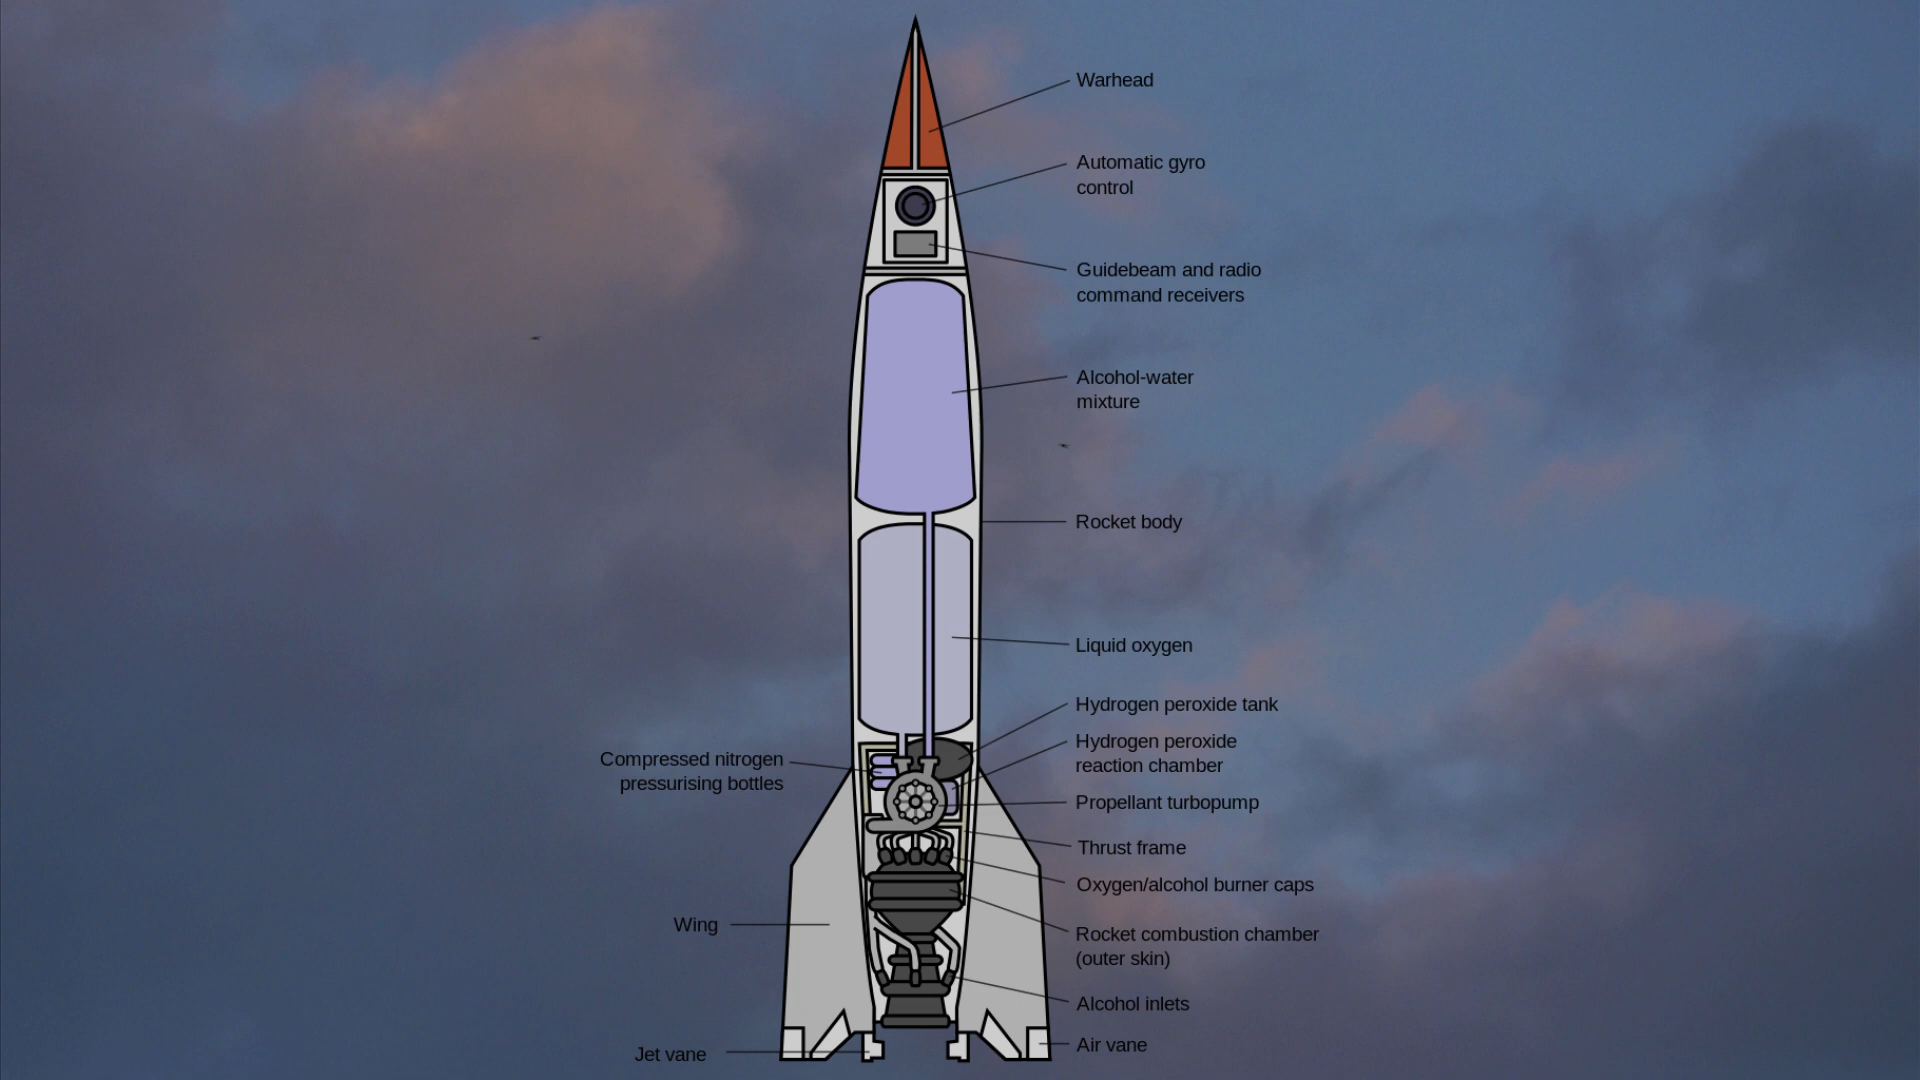 Warhead
Automatic gyro
control
Guidebeam and radio
command receivers
Alcohol-water
mixture
Rocket body
Liquid oxygen
Hydrogen peroxide tank
Hydrogen peroxide
reaction chamber
Compressed nitrogen
pressurising bottles
Propellant turbopump
Thrust frame
Oxygen/alcohol burner caps
Wing
Rocket combustion chamber
(outer skin)
Alcohol inlets
Air vane
Jet vane